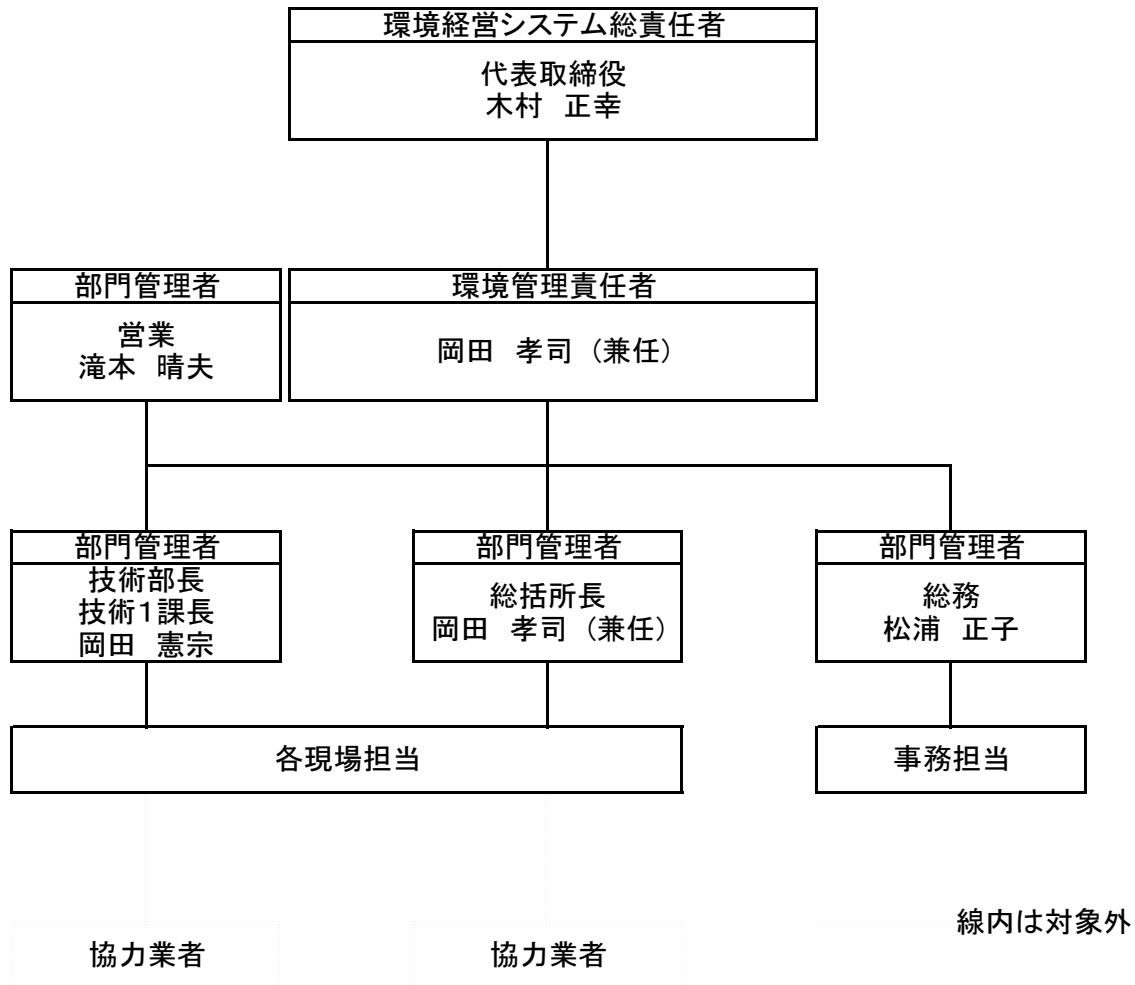 環境経営システム総責任者
代表取締役
木村　正幸
部門管理者
営業
滝本　晴夫
環境管理責任者
岡田　孝司　（兼任）
部門管理者
技術部長
技術１課長
岡田　憲宗
部門管理者
総括所長
岡田　孝司　（兼任）
部門管理者
総務
松浦　正子
各現場担当
事務担当
線内は対象外
協力業者
協力業者